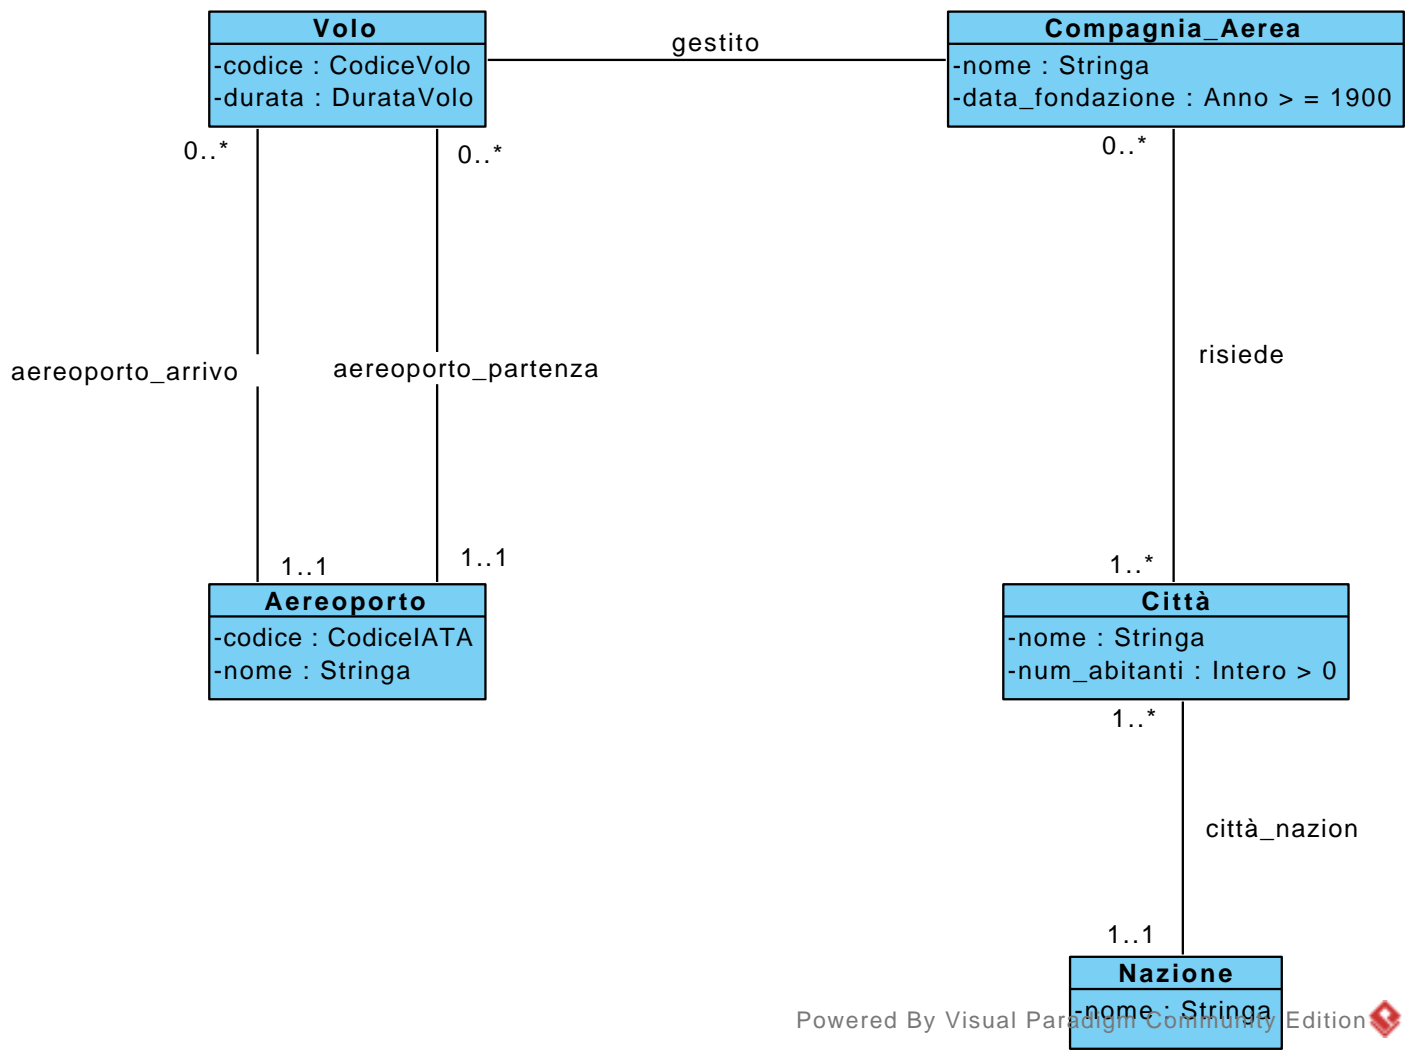 Volo
-codice : CodiceVolo
-durata : DurataVolo
gestito
Compagnia_Aerea
-nome : Stringa
-data_fondazione : Anno > = 1900
0..*
0..*
0..*
aereoporto_arrivo
aereoporto_partenza
risiede
1..1
1..1
1..*
Aereoporto
-codice : CodiceIATA
-nome : Stringa
Città
-nome : Stringa
-num_abitanti : Intero > 0
1..*
città_nazion
1..1
Nazione
-nome : Stringa
Powered By Visual Paradigm Community Edition